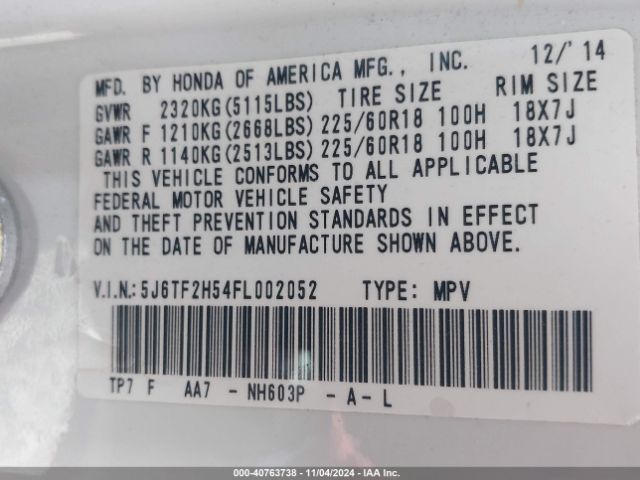 MFD. BY HONDA OF AMERICA MFG., INC. 12/'14
GVWR 2320KG(5115LBS) TIRE SIZE RIM SIZE
GAWR F 1210KG(2668LBS) 225/60R18 100H 18X7J
GAWR R 1140KG(2513LBS) 225/60R18 100H 18X7J
THIS VEHICLE CONFORMS TO ALL APPLICABLE
FEDERAL MOTOR VEHICLE SAFETY
AND THEFT PREVENTION STANDARDS IN EFFECT
ON THE DATE OF MANUFACTURE SHOWN ABOVE.
V.I.N.: 5J6TF2H54FL002052 TYPE: MPV
TP7 F AA7 - NH603P - A - L
000-40763738 - 11/04/2024 - IAA Inc.